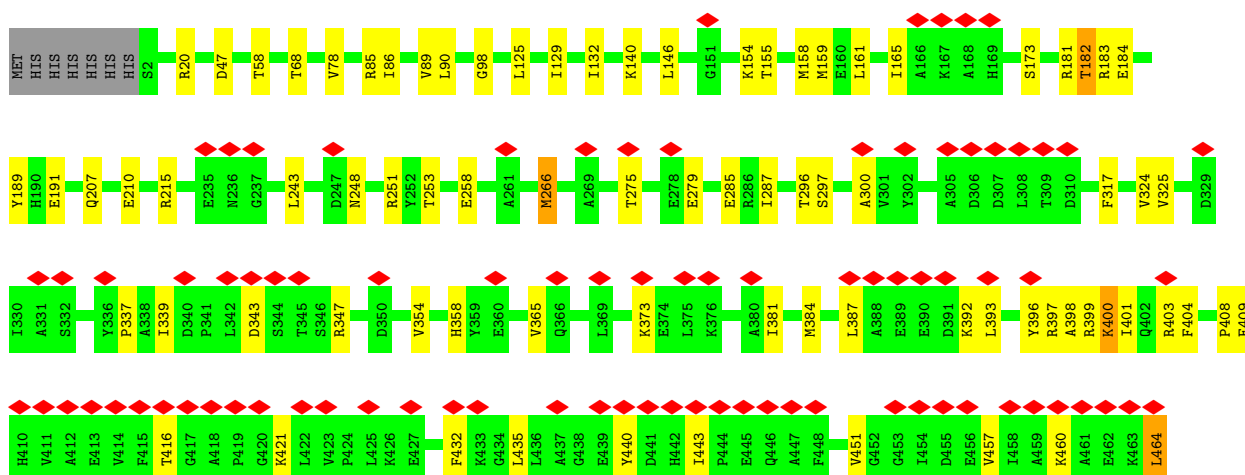 MET HIS HIS HIS HIS HIS HIS S2 R20 D47 T58 T68 V78 R85 I86 V89 L90 G98 L125 I129 I132 K140 L146 G151 K154 T155 M158 M159 E160 L161 I165 A166 K167 A168 H169 S173 R181 T182 R183 E184
Y189 H190 E191 Q207 E210 R215 E235 N236 G237 L243 D247 N248 R251 Y252 T253 E258 A261 M266 A269 T275 E278 E279 E285 R286 I287 T296 S297 A300 V301 Y302 A305 D306 D307 L308 T309 D310 F317 V324 V325 D329
I330 A331 S332 Y336 P337 A338 I339 D340 P341 L342 D343 S344 T345 S346 R347 D350 V354 H358 Y359 E360 V365 Q366 L369 K373 E374 L375 K376 A380 I381 M384 L387 A388 E389 E390 D391 K392 L393 Y396 R397 A398 R399 K400 I401 Q402 R403 F404 P408 F409
H410 V411 A412 E413 V414 F415 T416 G417 A418 P419 G420 K421 L422 V423 P424 L425 K426 E427 F432 K433 G434 L435 L436 A437 G438 E439 Y440 D441 H442 I443 P444 E445 Q446 A447 F448 V451 G452 G453 I454 D455 E456 V457 I458 A459 K460 A461 E462 K463 L464